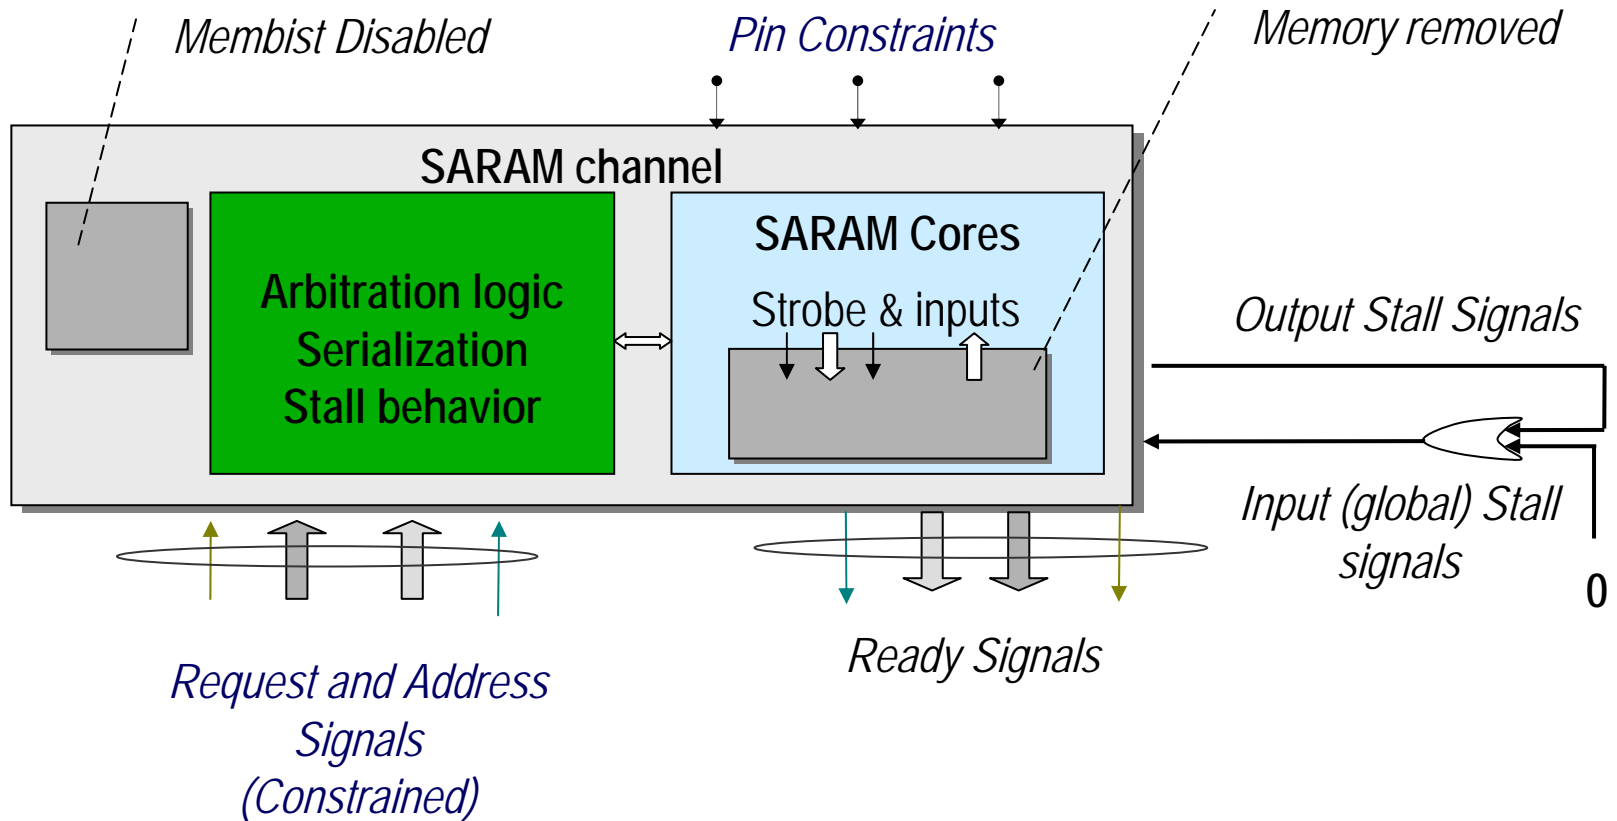 Membist Disabled
Pin Constraints
Memory removed
SARAM channel
Arbitration logic
Serialization
Stall behavior
SARAM Cores
Strobe & inputs
Output Stall Signals
Input (global) Stall
signals
0
Request and Address
Signals
(Constrained)
Ready Signals